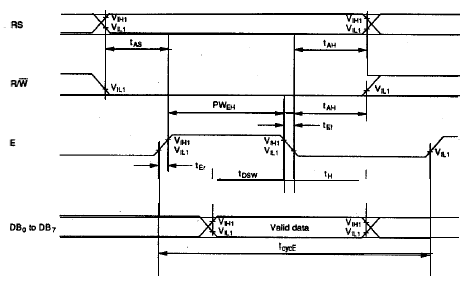 RS
VIH1
VIL1
VIH1
VIL1
tAS
tAH
R/W̅
VIL1
VIL1
PWEH
tAH
tEf
E
VIH1
VIL1
VIH1
VIL1
tEr
tDSW
tH
DB0 to DB7
VIH1
VIL1
Valid data
VIH1
VIL1
tcycE